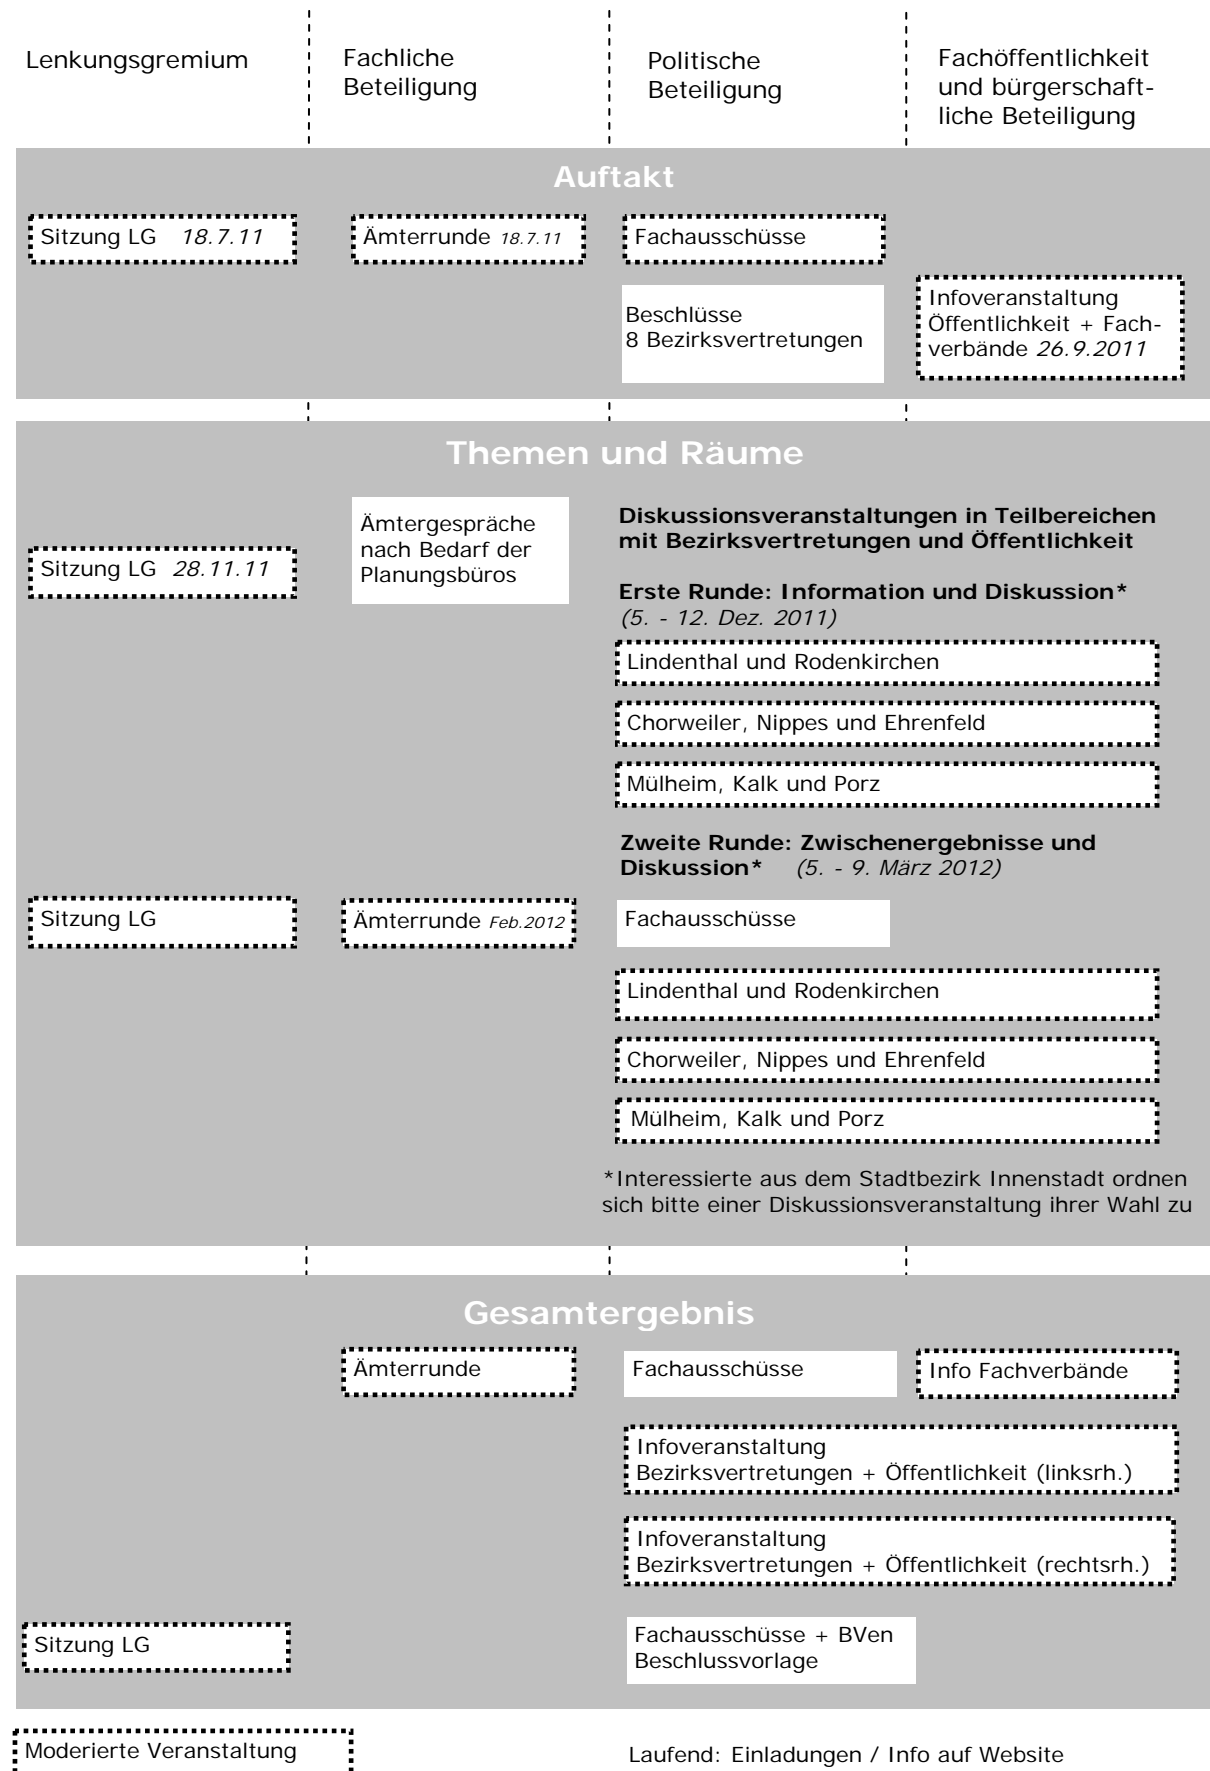 Lenkungsgremium
Fachliche
Beteiligung
Politische
Beteiligung
Fachöffentlichkeit
und bürgerschaft-
liche Beteiligung
Auftakt
Sitzung LG 18.7.11
Ämterrunde 18.7.11
Fachausschüsse
Beschlüsse
8 Bezirksvertretungen
Infoveranstaltung
Öffentlichkeit + Fach-
verbände 26.9.2011
Themen und Räume
Sitzung LG 28.11.11
Ämtergespräche
nach Bedarf der
Planungsbüros
Diskussionsveranstaltungen in Teilbereichen
mit Bezirksvertretungen und Öffentlichkeit
Erste Runde: Information und Diskussion*
(5. - 12. Dez. 2011)
Lindenthal und Rodenkirchen
Chorweiler, Nippes und Ehrenfeld
Mülheim, Kalk und Porz
Zweite Runde: Zwischenergebnisse und
Diskussion* (5. - 9. März 2012)
Sitzung LG
Ämterrunde Feb.2012
Fachausschüsse
Lindenthal und Rodenkirchen
Chorweiler, Nippes und Ehrenfeld
Mülheim, Kalk und Porz
*Interessierte aus dem Stadtbezirk Innenstadt ordnen
sich bitte einer Diskussionsveranstaltung ihrer Wahl zu
Gesamtergebnis
Ämterrunde
Fachausschüsse
Info Fachverbände
Infoveranstaltung
Bezirksvertretungen + Öffentlichkeit (linksrh.)
Infoveranstaltung
Bezirksvertretungen + Öffentlichkeit (rechtsrh.)
Sitzung LG
Fachausschüsse + BVen
Beschlussvorlage
Moderierte Veranstaltung
Laufend: Einladungen / Info auf Website